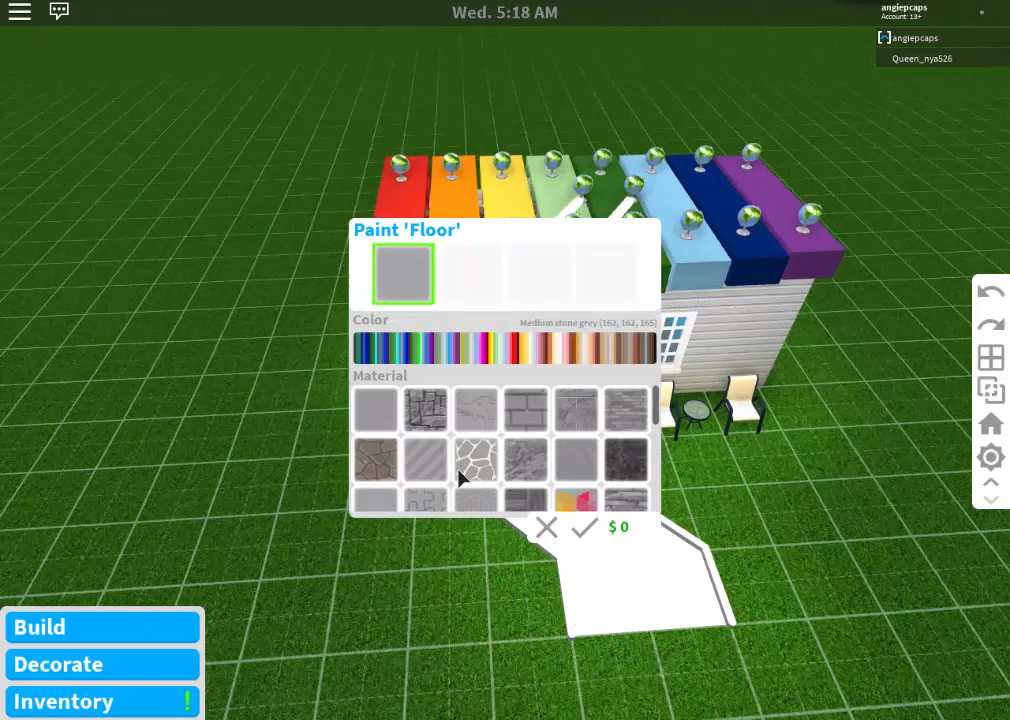 Wed. 5:18 AM
angiepcaps
Account: 13+
angiepcaps
Queen_nya526
Paint 'Floor'
Color
Medium stone grey [163, 162, 165]
Material
$ 0
Build
Decorate
Inventory !